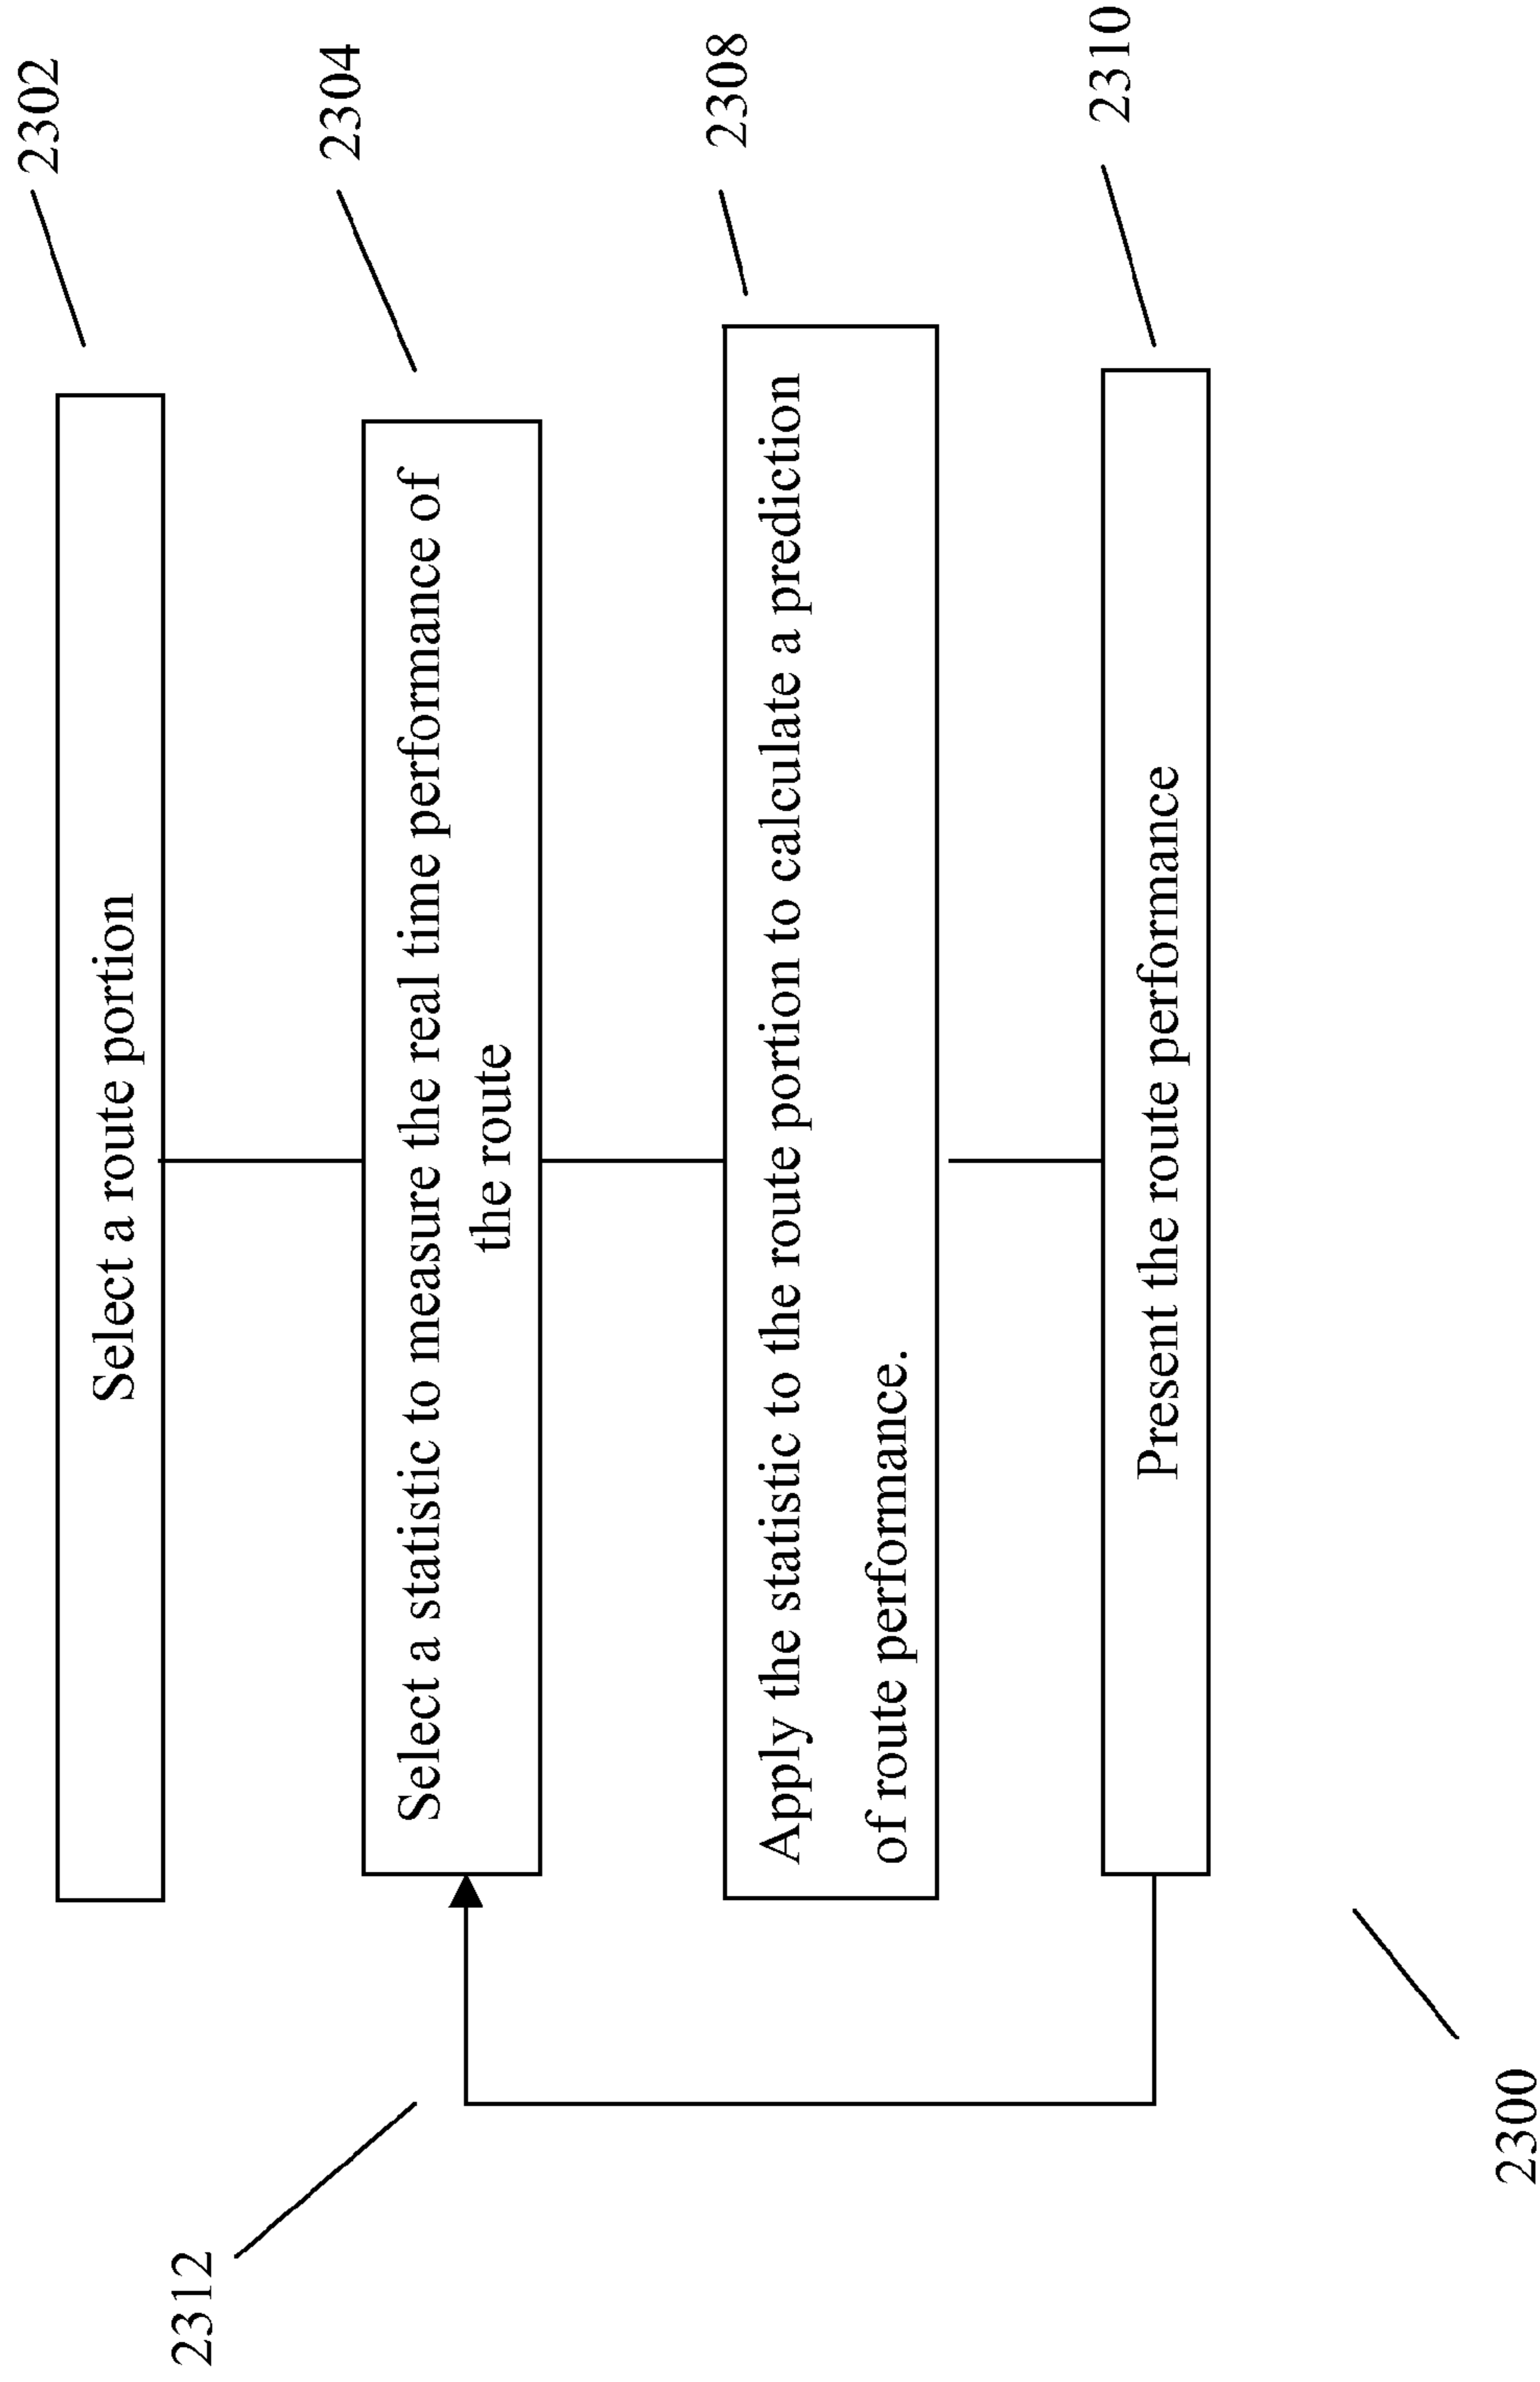 2302
Select a route portion
2304
Select a statistic to measure the real time performance of
the route
2308
Apply the statistic to the route portion to calculate a prediction
of route performance.
2310
Present the route performance
2312
2300